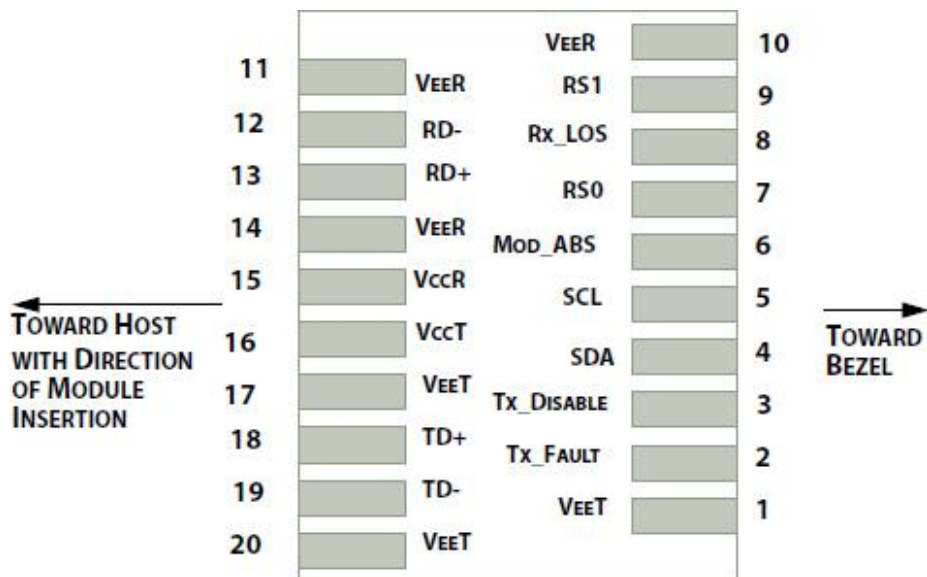 VEER 10
11 VEER
RS1 9
12 RD-
Rx_LOS 8
13 RD+
RS0 7
14 VEER
MOD_ABS 6
15 VCCR
SCL 5
TOWARD HOST
WITH DIRECTION
OF MODULE
INSERTION
TOWARD
BEZEL
16 VCCT
SDA 4
17 VEET
TX_DISABLE 3
18 TD+
TX_FAULT 2
19 TD-
VEET 1
20 VEET